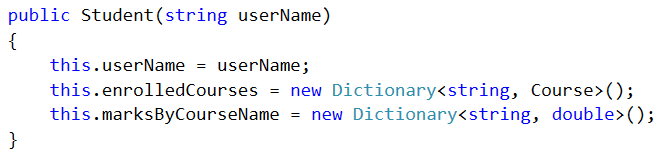 public Student(string userName)
{
    this.userName = userName;
    this.enrolledCourses = new Dictionary<string, Course>();
    this.marksByCourseName = new Dictionary<string, double>();
}